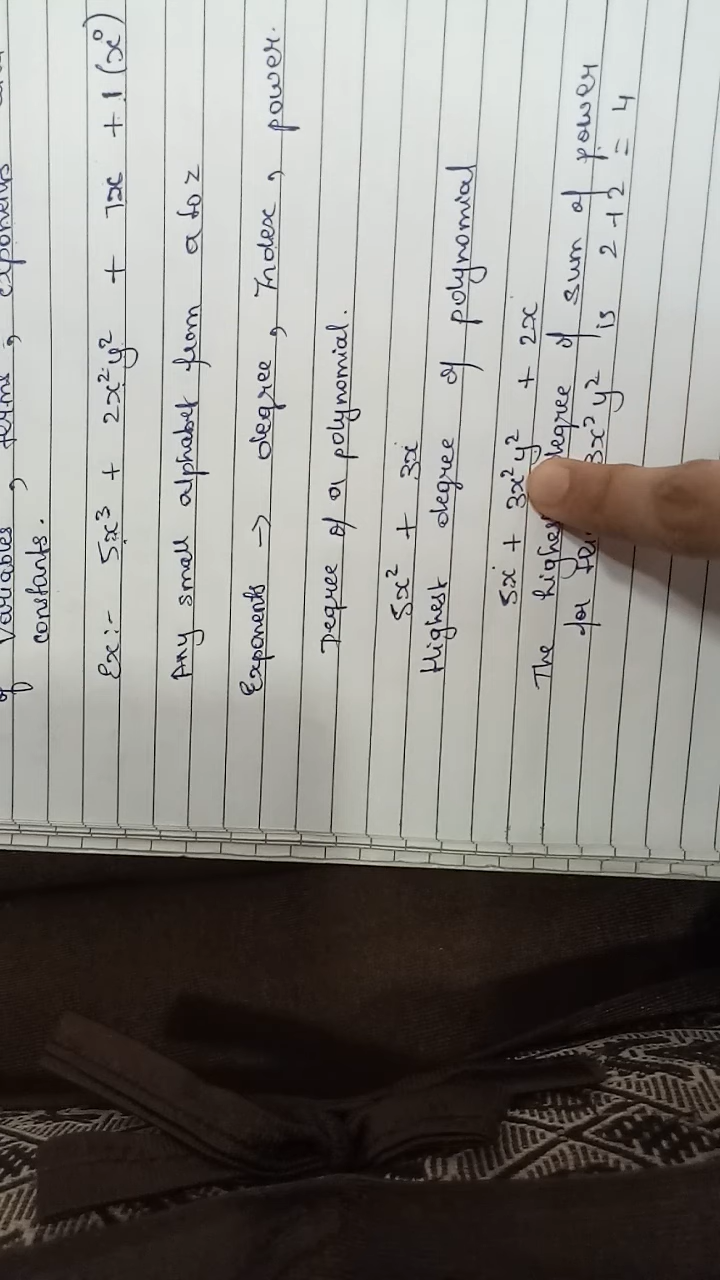 of variables, terms, exponents
constants.
Ex:- 5x³ + 2x²y² + 7x + 1 (x⁰)
Any small alphabet from a to z
Exponents → degree, Index, power.
Degree of a polynomial.
5x² + 3x
Highest degree of polynomial
5x + 3x²y² + 2x
The highest degree of sum of power
for 3x²y² is 2+2 = 4